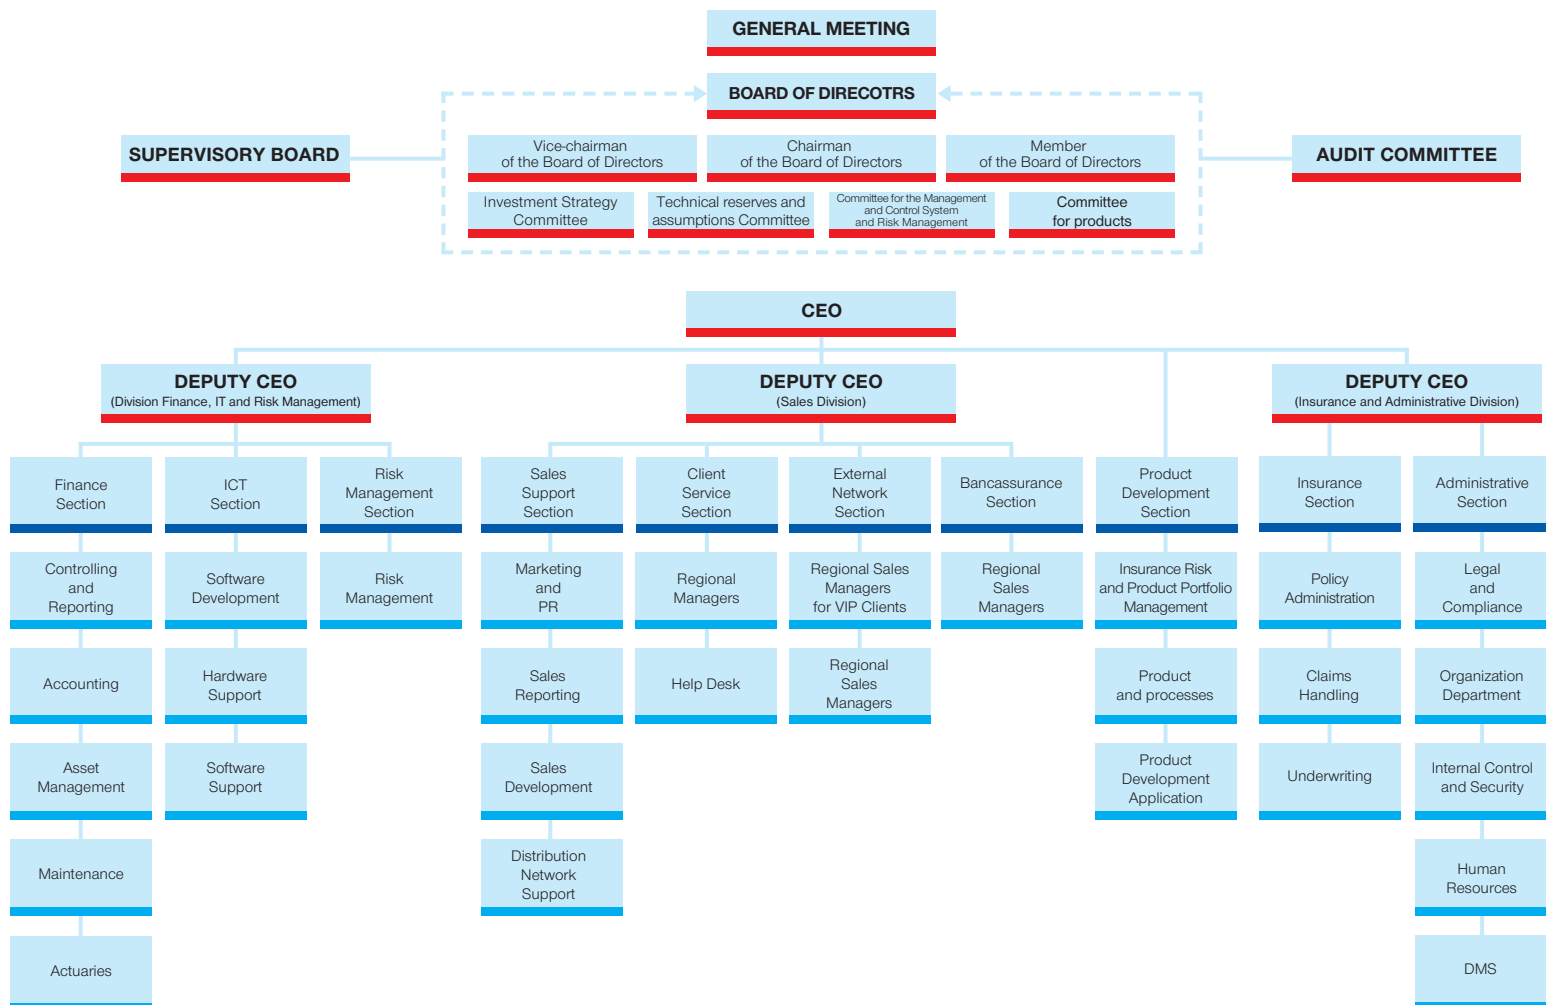 GENERAL MEETING
BOARD OF DIRECOTRS
SUPERVISORY BOARD
Vice-chairman
of the Board of Directors
Chairman
of the Board of Directors
Member
of the Board of Directors
AUDIT COMMITTEE
Investment Strategy
Committee
Technical reserves and
assumptions Committee
Committee for the Management
and Control System
and Risk Management
Committee
for products
CEO
DEPUTY CEO
(Division Finance, IT and Risk Management)
DEPUTY CEO
(Sales Division)
DEPUTY CEO
(Insurance and Administrative Division)
Finance
Section
ICT
Section
Risk
Management
Section
Sales
Support
Section
Client
Service
Section
External
Network
Section
Bancassurance
Section
Product
Development
Section
Insurance
Section
Administrative
Section
Controlling
and
Reporting
Software
Development
Risk
Management
Marketing
and
PR
Regional
Managers
Regional Sales
Managers
for VIP Clients
Regional
Sales
Managers
Insurance Risk
and Product Portfolio
Management
Policy
Administration
Legal
and
Compliance
Accounting
Hardware
Support
Sales
Reporting
Help Desk
Regional
Sales
Managers
Product
and processes
Claims
Handling
Organization
Department
Asset
Management
Software
Support
Sales
Development
Product
Development
Application
Underwriting
Internal Control
and Security
Maintenance
Distribution
Network
Support
Human
Resources
Actuaries
DMS